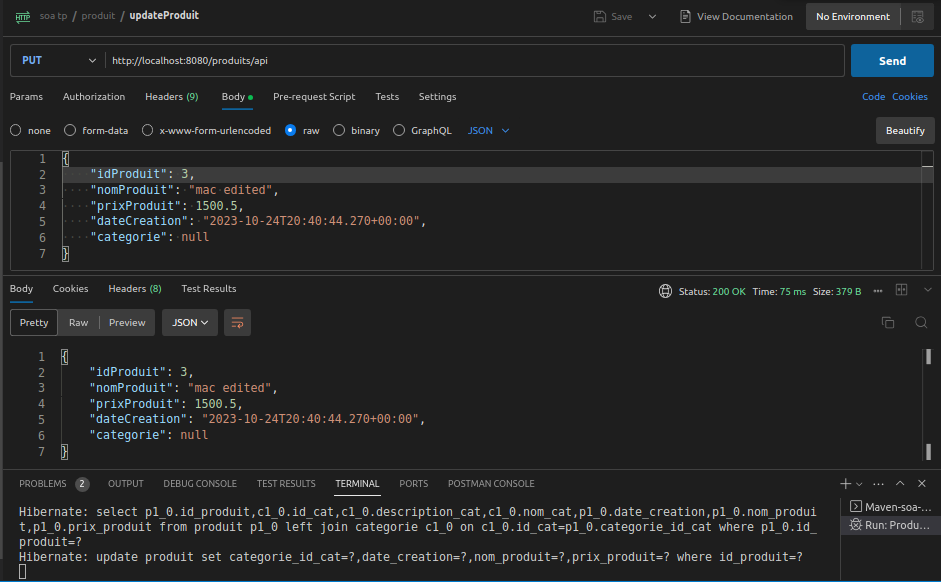 HTTP soa tp / produit / updateProduit Save View Documentation No Environment
PUT http://localhost:8080/produits/api Send
Params Authorization Headers (9) Body Pre-request Script Tests Settings Code Cookies
none form-data x-www-form-urlencoded raw binary GraphQL JSON Beautify
1 {
2 "idProduit": 3,
3 "nomProduit": "mac edited",
4 "prixProduit": 1500.5,
5 "dateCreation": "2023-10-24T20:40:44.270+00:00",
6 "categorie": null
7 }
Body Cookies Headers (8) Test Results Status: 200 OK Time: 75 ms Size: 379 B
Pretty Raw Preview JSON
1 {
2 "idProduit": 3,
3 "nomProduit": "mac edited",
4 "prixProduit": 1500.5,
5 "dateCreation": "2023-10-24T20:40:44.270+00:00",
6 "categorie": null
7 }
PROBLEMS 2 OUTPUT DEBUG CONSOLE TEST RESULTS TERMINAL PORTS POSTMAN CONSOLE
Hibernate: select p1_0.id_produit,c1_0.id_cat,c1_0.description_cat,c1_0.nom_cat,p1_0.date_creation,p1_0.nom_produi
t,p1_0.prix_produit from produit p1_0 left join categorie c1_0 on c1_0.id_cat=p1_0.categorie_id_cat where p1_0.id_
produit=?
Hibernate: update produit set categorie_id_cat=?,date_creation=?,nom_produit=?,prix_produit=? where id_produit=?
Maven-soa-...
Run: Produ...